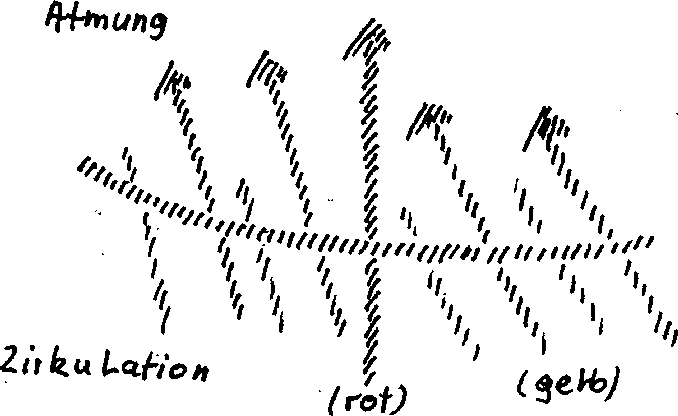 Atmung
Zirkulation
(rot)
(gelb)